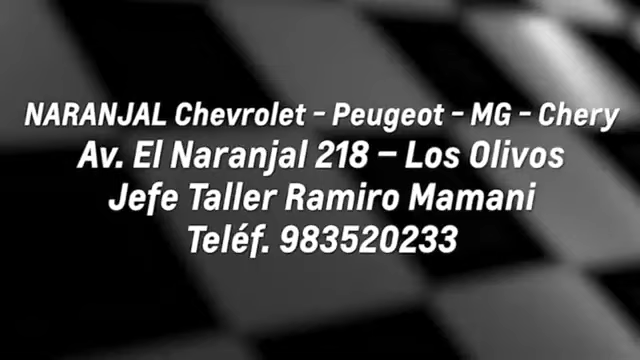 NARANJAL Chevrolet - Peugeot - MG - Chery
Av. El Naranjal 218 – Los Olivos
Jefe Taller Ramiro Mamani
Teléf. 983520233